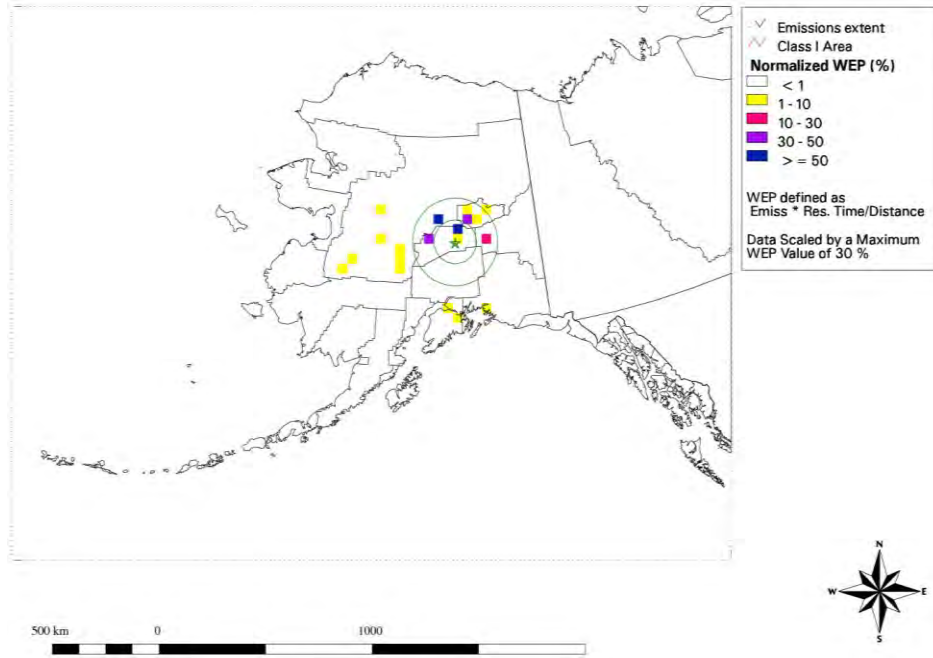 Emissions extent
Class I Area
Normalized WEP (%)
< 1
1 - 10
10 - 30
30 - 50
> = 50
WEP defined as
Emiss * Res. Time/Distance
Data Scaled by a Maximum
WEP Value of 30 %
N
W
E
S
500 km
0
1000